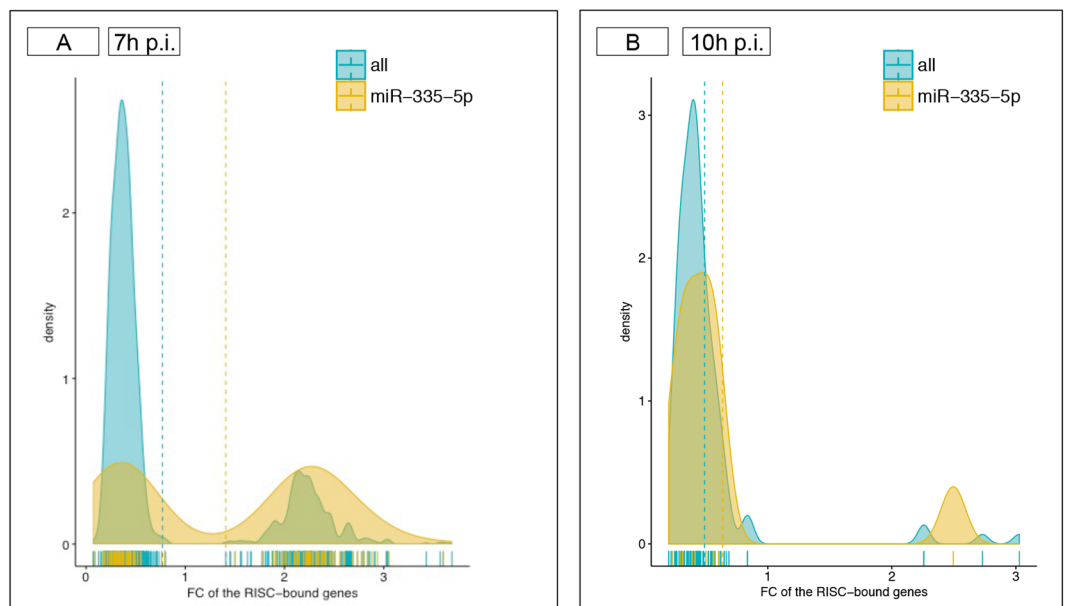 A 7h p.i.
all
miR−335−5p
2
1
0
density
0 1 2 3
FC of the RISC−bound genes
B 10h p.i.
all
miR−335−5p
3
2
1
0
density
1 2 3
FC of the RISC−bound genes